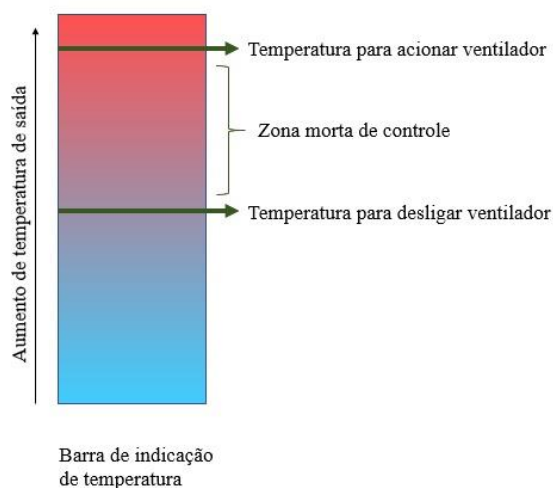 Temperatura para acionar ventilador
Zona morta de controle
Temperatura para desligar ventilador
Aumento de temperatura de saída
Barra de indicação
de temperatura